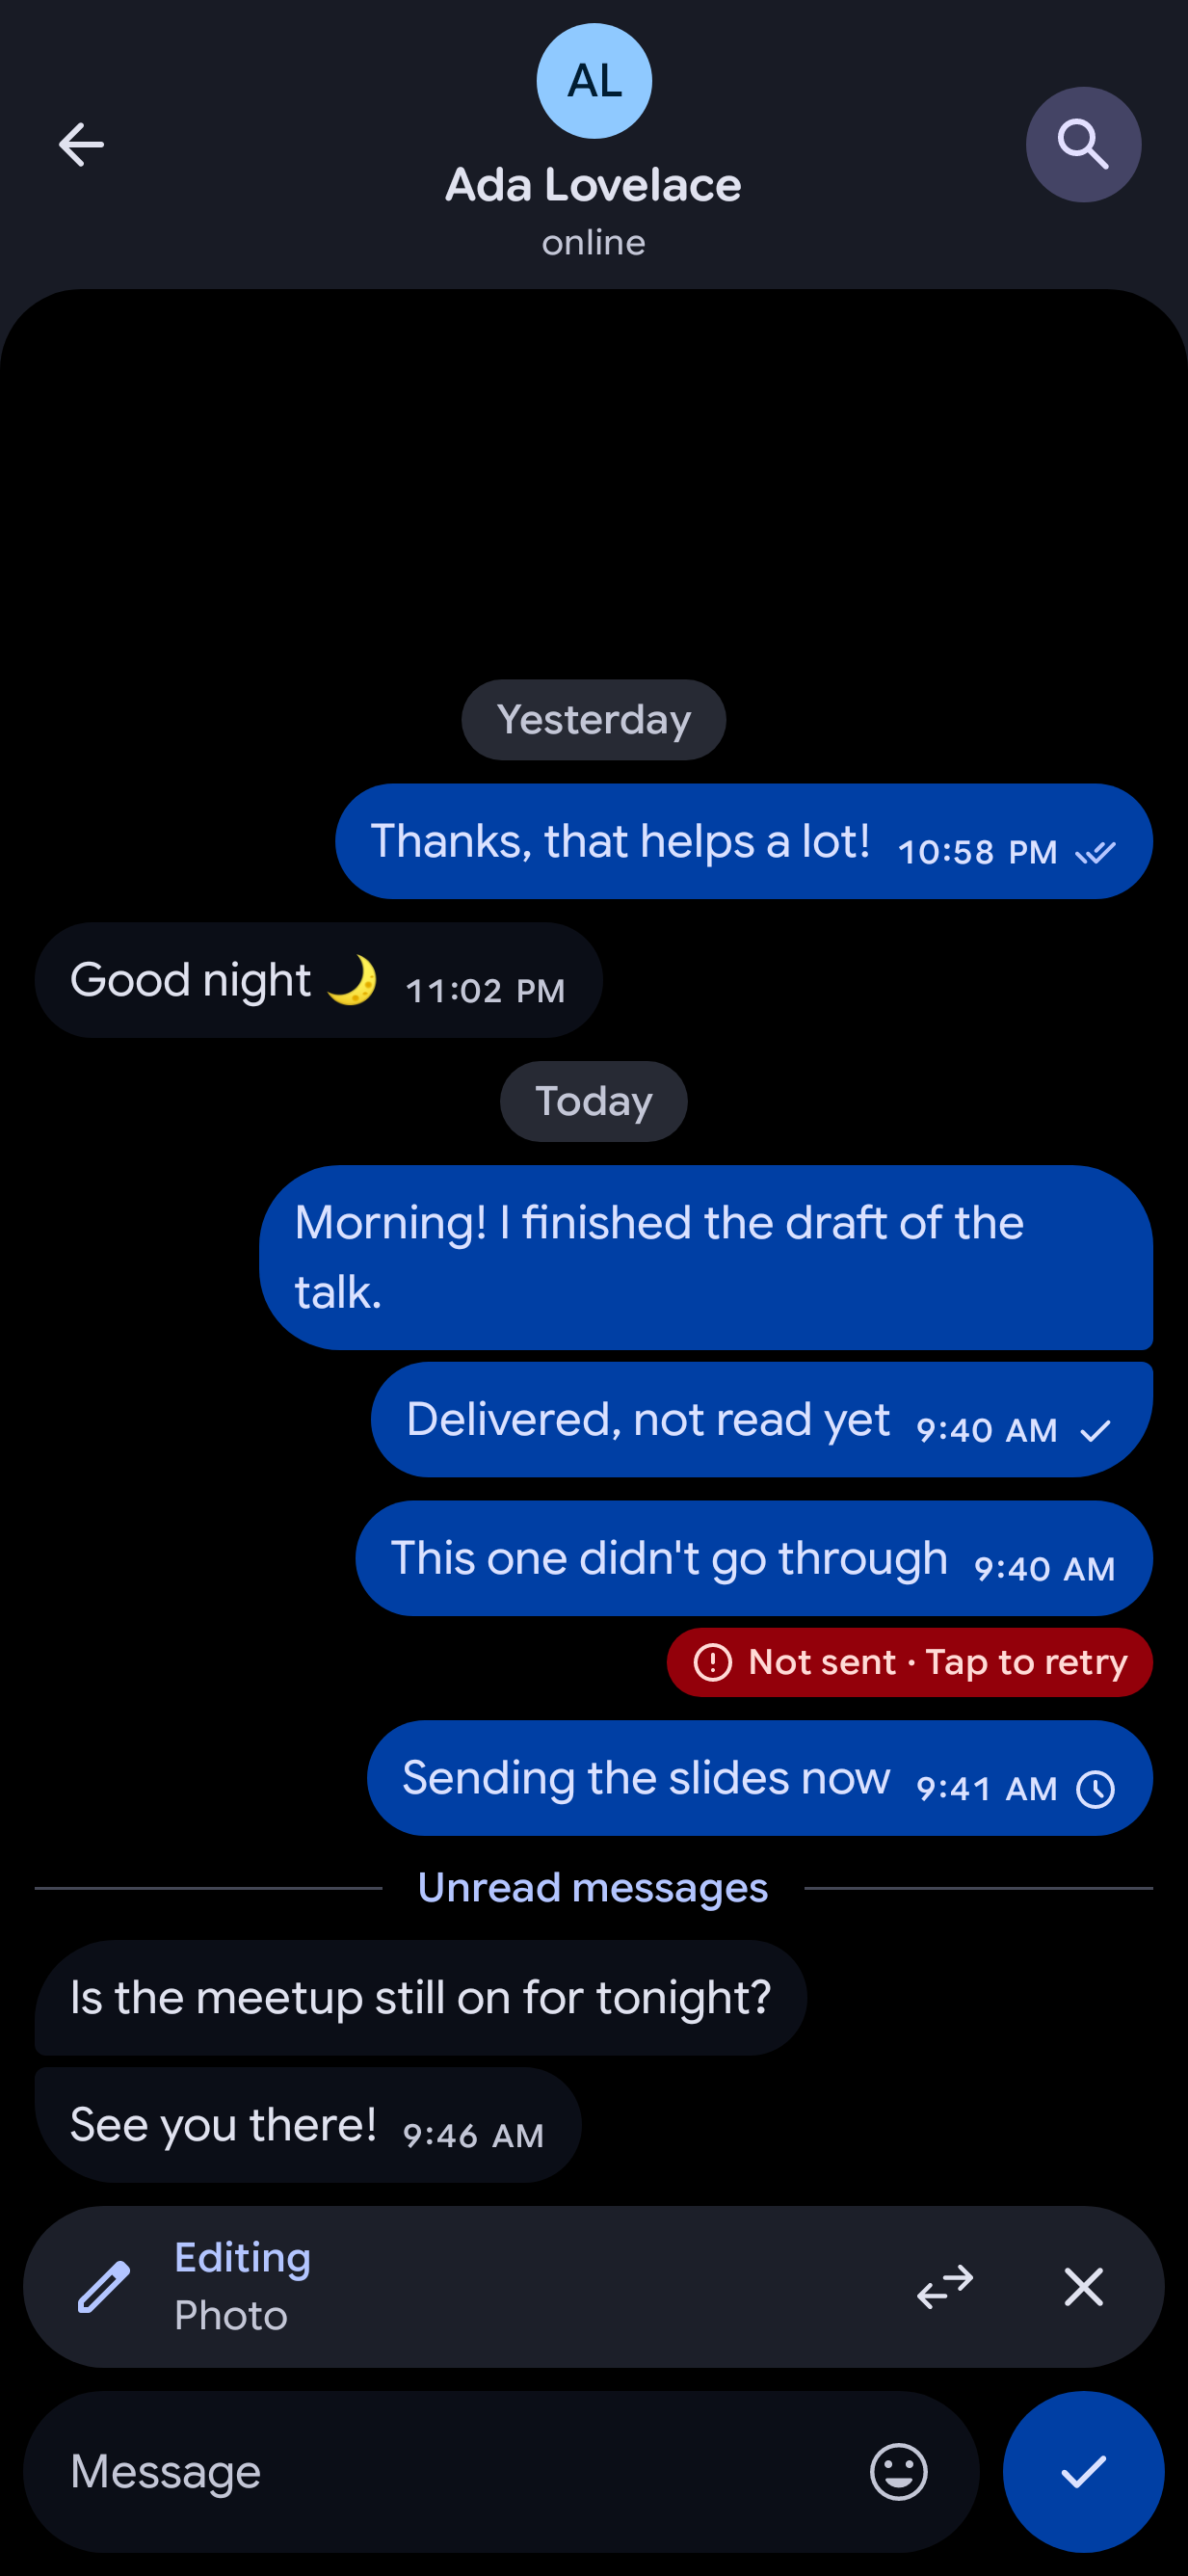 AL
Ada Lovelace
online
Yesterday
Thanks, that helps a lot! 10:58 PM
Good night 🌙 11:02 PM
Today
Morning! I finished the draft of the
talk.
Delivered, not read yet 9:40 AM
This one didn't go through 9:40 AM
Not sent · Tap to retry
Sending the slides now 9:41 AM
Unread messages
Is the meetup still on for tonight?
See you there! 9:46 AM
Editing
Photo
Message